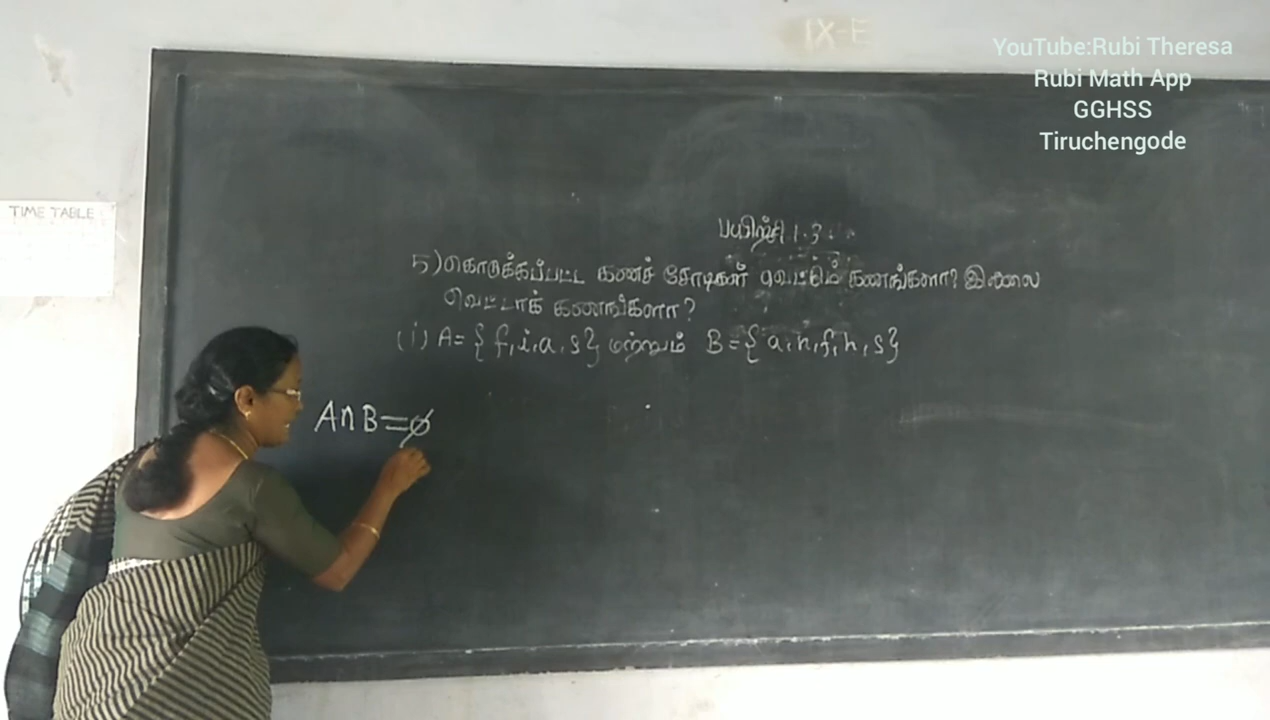 IX-E
YouTube:Rubi Theresa
Rubi Math App
GGHSS
Tiruchengode
TIME TABLE
பயிற்சி 1.3
5) கொடுக்கப்பட்ட கணச் சோடிகள் வெட்டும் கணங்களா? இல்லை
வெட்டாக் கணங்களா?
(i) A = { f, i, a, s } மற்றும் B = { a, n, f, h, s }
A∩B = ∅